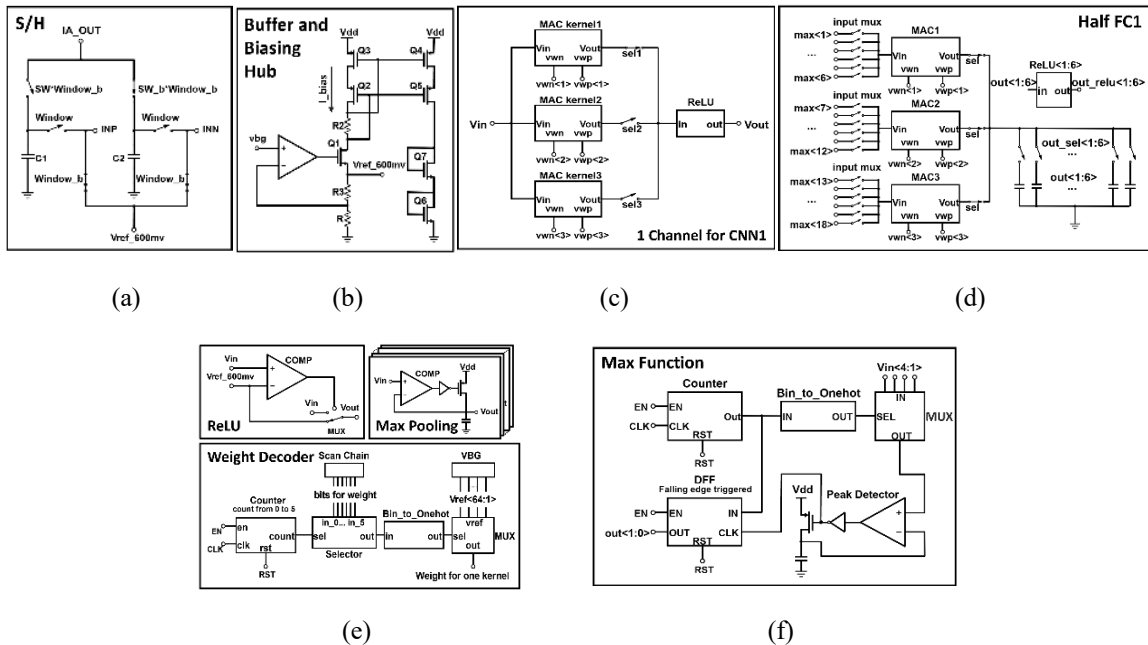 S/H
IA_OUT
SW*Window_b
SW_b*Window_b
Window
INP
Window
INN
C1
C2
Window_b
Window_b
Vref_600mv
(a)
Buffer and
Biasing
Hub
Vdd
Vdd
Q3
Q4
I_bias
Q2
Q5
R2
vbg
Q1
Vref_600mv
Q7
R3
Q6
R
(b)
MAC kernel1
Vin
Vout
vwn
vwp
sel1
vwn<1>
vwp<1>
MAC kernel2
ReLU
Vin
Vin
Vout
vwn
vwp
sel2
in
out
Vout
vwn<2>
vwp<2>
MAC kernel3
Vin
Vout
vwn
vwp
sel3
vwn<3>
vwp<3>
1 Channel for CNN1
(c)
Half FC1
input mux
max<1>
...
max<6>
MAC1
Vin
Vout
vwn
vwp
sel
vwn<1>
vwp<1>
ReLU<1:6>
out<1:6>
in
out
out_relu<1:6>
input mux
max<7>
...
max<12>
MAC2
Vin
Vout
vwn
vwp
sel
vwn<2>
vwp<2>
out_sel<1:6>
...
out<1:6>
...
input mux
max<13>
...
max<18>
MAC3
Vin
Vout
vwn
vwp
sel
vwn<3>
vwp<3>
(d)
Vin
COMP
Vref_600mv
Vin
Vout
MUX
ReLU
Vdd
Vin
COMP
Vout
Max Pooling
Weight Decoder
Scan Chain
VBG
bits for weight
Vref<64:1>
Counter
count from 0 to 5
Bin_to_Onehot
EN
en
in_0... in_5
vref
count
sel
out
in
out
sel
MUX
CLK
clk
rst
Selector
out
RST
Weight for one kernel
(e)
Max Function
Vin<4:1>
Counter
Bin_to_Onehot
IN
EN
EN
Out
IN
OUT
SEL
MUX
CLK
CLK
OUT
RST
RST
DFF
Falling edge triggered
Vdd
Peak Detector
EN
EN
IN
out<1:0>
OUT
CLK
RST
RST
(f)